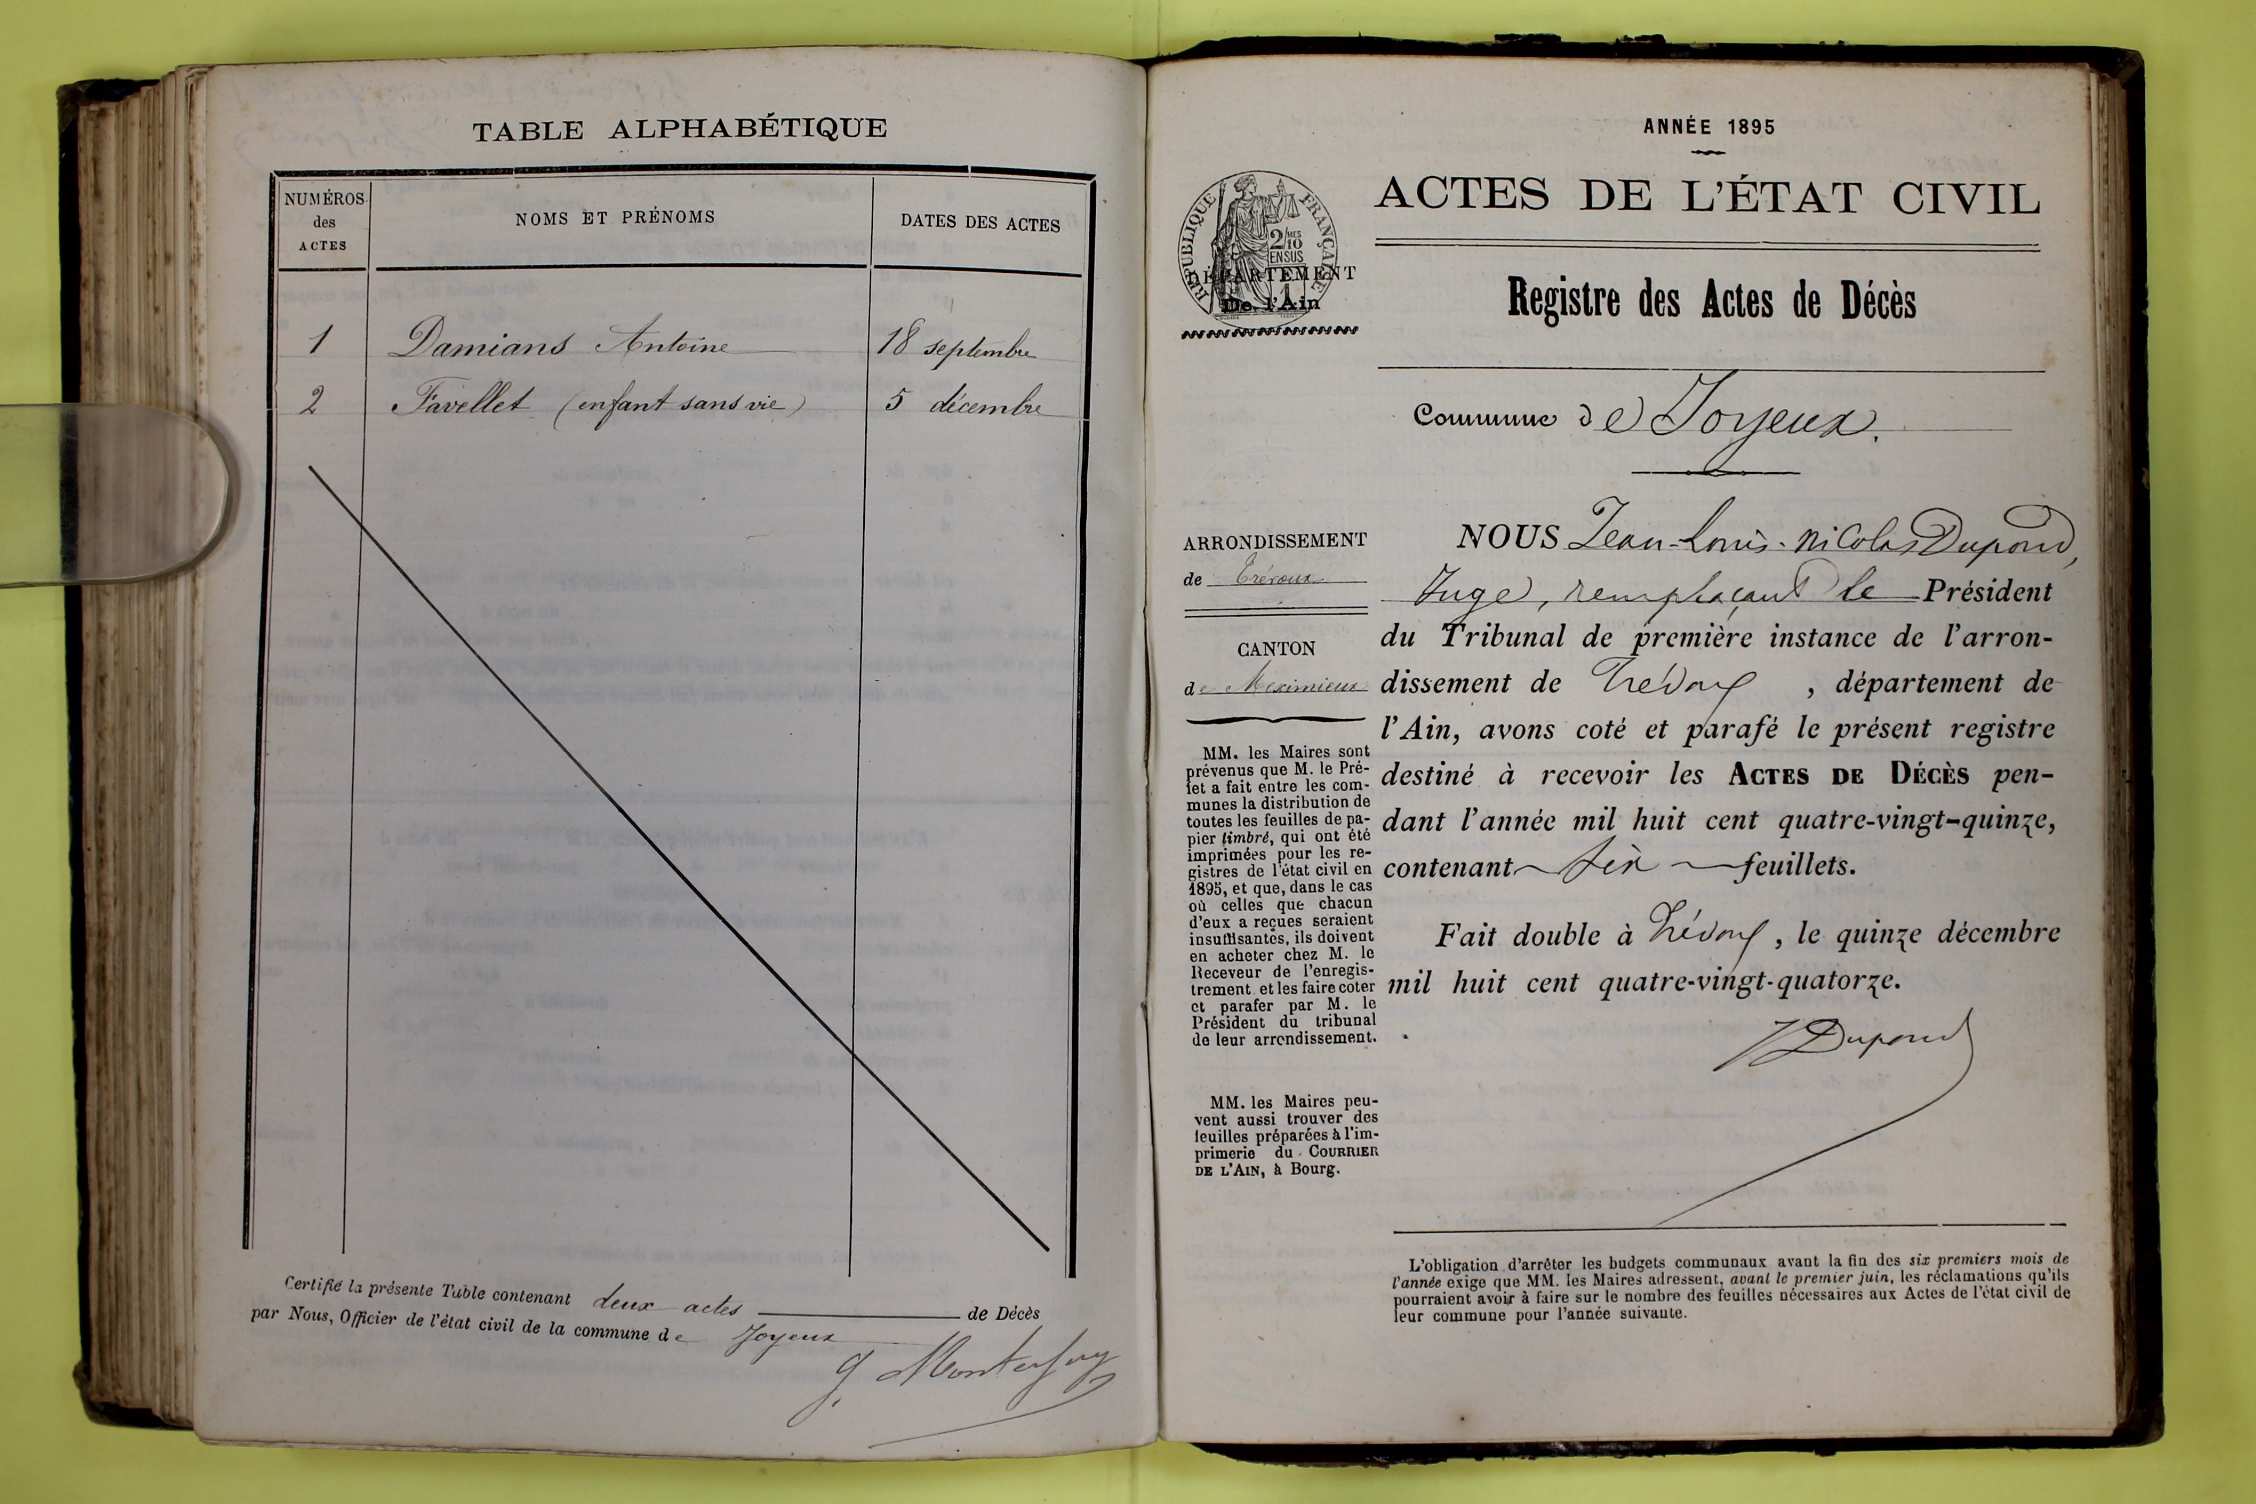 TABLE ALPHABÉTIQUE
NUMÉROS
des
ACTES
NOMS ET PRÉNOMS
DATES DES ACTES
1 Damians Antoine 18 septembre
2 Favellet (enfant sans vie) 5 décembre
Certifié la présente Table contenant deux actes de Décès
par Nous, Officier de l'état civil de la commune de Joyeux
ANNÉE 1895
RÉPUBLIQUE FRANÇAISE
2/10
MES
EN SUS
DÉPARTEMENT
De l'Ain
ACTES DE L'ÉTAT CIVIL
Registre des Actes de Décès
Commune de Joyeux.
ARRONDISSEMENT
de Trévoux
CANTON
de Meximieux
MM. les Maires sont
prévenus que M. le Pré-
fet a fait entre les com-
munes la distribution de
toutes les feuilles de pa-
pier timbré, qui ont été
imprimées pour les re-
gistres de l'état civil en
1895, et que, dans le cas
où celles que chacun
d'eux a reçues seraient
insuffisantes, ils doivent
en acheter chez M. le
Receveur de l'enregis-
trement et les faire coter
et parafer par M. le
Président du tribunal
de leur arrondissement.
MM. les Maires peu-
vent aussi trouver des
feuilles préparées à l'im-
primerie du COURRIER
DE L'AIN, à Bourg.
NOUS Jean-Louis-Nicolas Dupond,
Juge, remplaçant le Président
du Tribunal de première instance de l'arron-
dissement de Trévoux, département de
l'Ain, avons coté et parafé le présent registre
destiné à recevoir les ACTES DE DÉCÈS pen-
dant l'année mil huit cent quatre-vingt-quinze,
contenant six feuillets.
Fait double à Trévoux, le quinze décembre
mil huit cent quatre-vingt-quatorze.
Dupond
L'obligation d'arrêter les budgets communaux avant la fin des six premiers mois de
l'année exige que MM. les Maires adressent, avant le premier juin, les réclamations qu'ils
pourraient avoir à faire sur le nombre des feuilles nécessaires aux Actes de l'état civil de
leur commune pour l'année suivante.